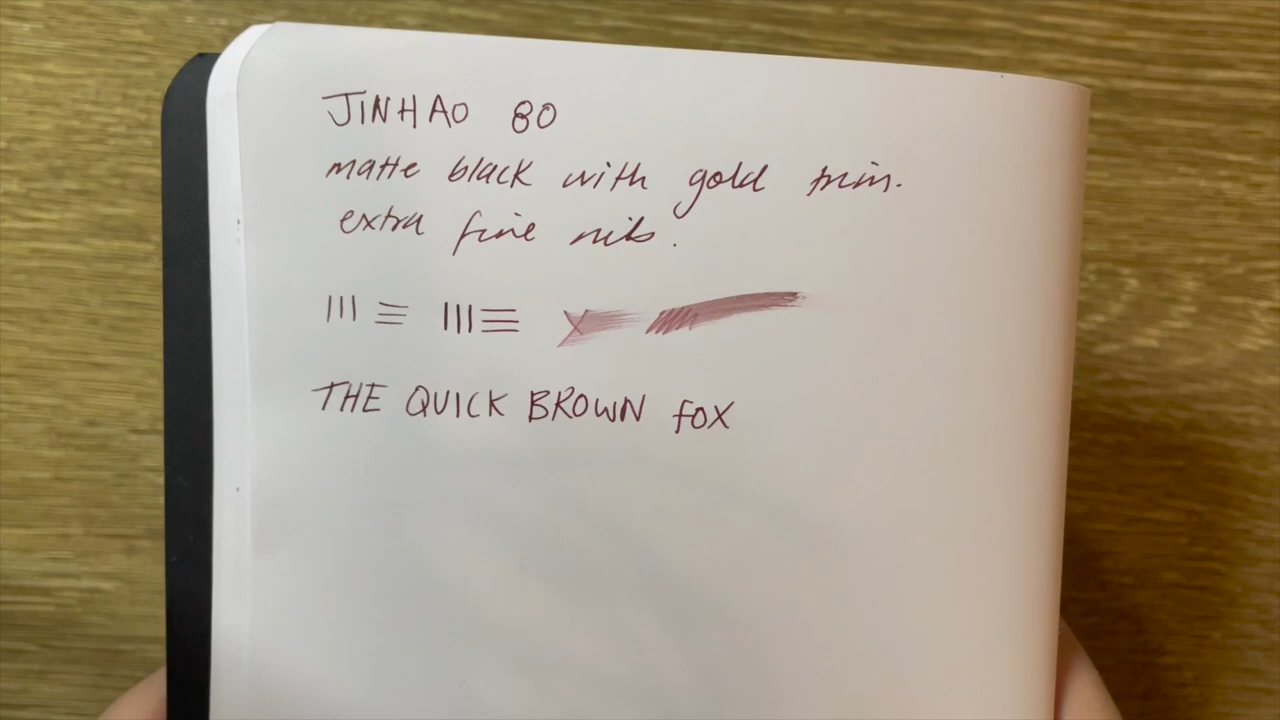 JINHAO 80
matte black with gold trim.
extra fine nib.
THE QUICK BROWN FOX